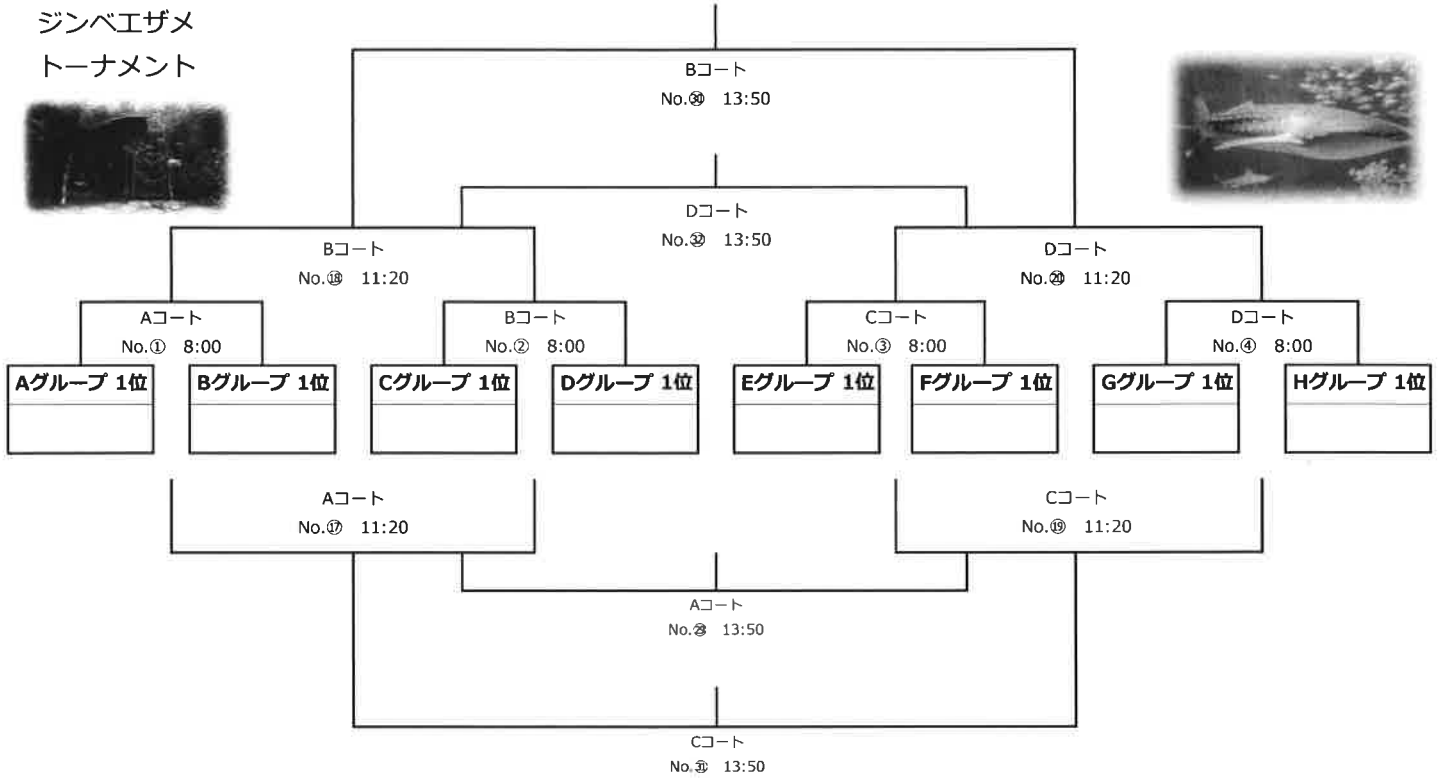 ジンベエザメ
トーナメント
Bコート
No.㉚ 13:50
Dコート
No.㉜ 13:50
Bコート
No.⑱ 11:20
Dコート
No.⑳ 11:20
Aコート
No.① 8:00
Bコート
No.② 8:00
Cコート
No.③ 8:00
Dコート
No.④ 8:00
Aグループ 1位
Bグループ 1位
Cグループ 1位
Dグループ 1位
Eグループ 1位
Fグループ 1位
Gグループ 1位
Hグループ 1位
Aコート
No.⑰ 11:20
Cコート
No.⑲ 11:20
Aコート
13:50
Cコート
No.㉛ 13:50